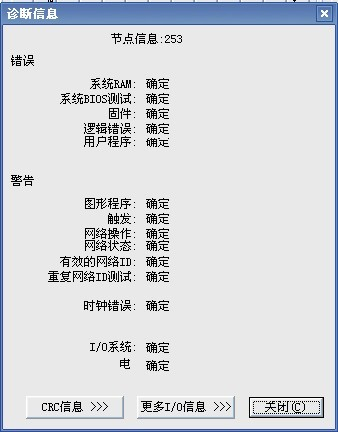 诊断信息
节点信息:253
错误
系统RAM: 确定
系统BIOS测试: 确定
固件: 确定
逻辑错误: 确定
用户程序: 确定
警告
图形程序: 确定
触发: 确定
网络操作: 确定
网络状态: 确定
有效的网络ID: 确定
重复网络ID测试: 确定
时钟错误: 确定
I/O系统: 确定
电 确定
CRC信息 >>> 更多I/O信息 >>> 关闭(C)